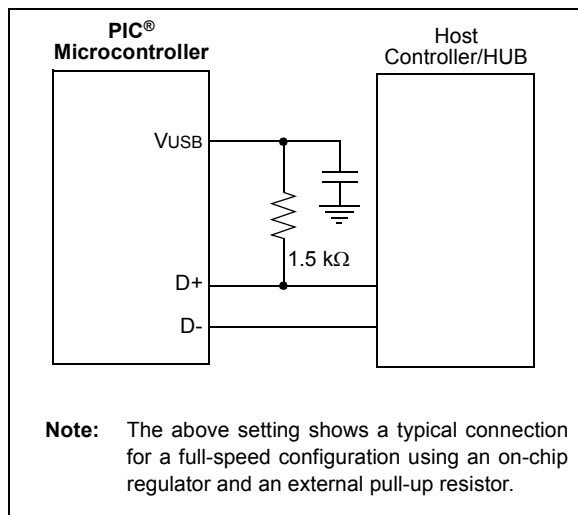 PIC®
Microcontroller
Host
Controller/HUB
VUSB
1.5 kΩ
D+
D-
Note: The above setting shows a typical connection
for a full-speed configuration using an on-chip
regulator and an external pull-up resistor.